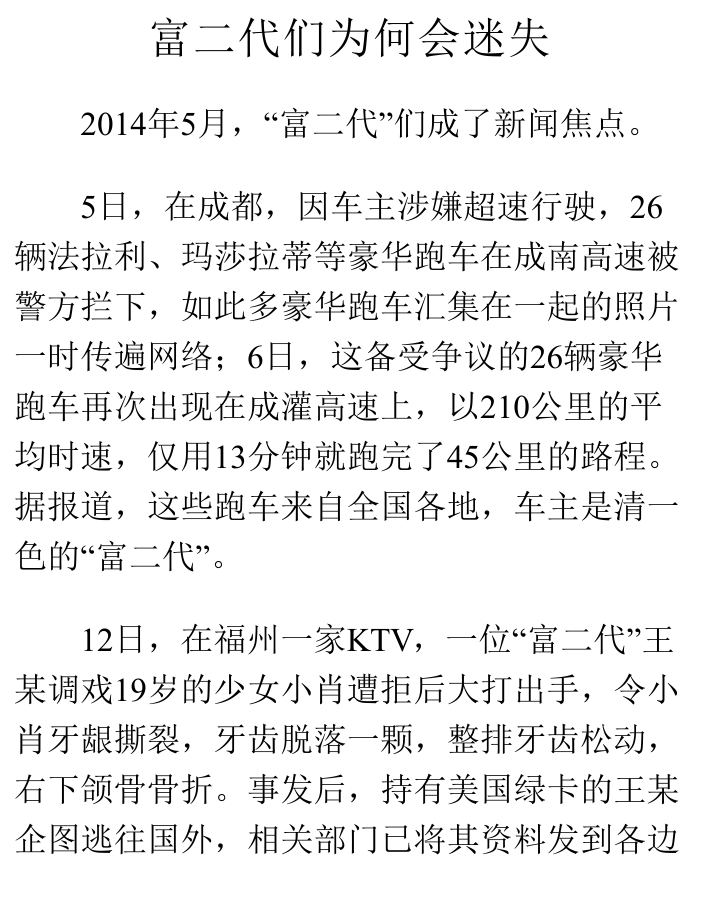 富二代们为何会迷失
2014年5月，“富二代”们成了新闻焦点。
5日，在成都，因车主涉嫌超速行驶，26
辆法拉利、玛莎拉蒂等豪华跑车在成南高速被
警方拦下，如此多豪华跑车汇集在一起的照片
一时传遍网络；6日，这备受争议的26辆豪华
跑车再次出现在成灌高速上，以210公里的平
均时速，仅用13分钟就跑完了45公里的路程。
据报道，这些跑车来自全国各地，车主是清一
色的“富二代”。
12日，在福州一家KTV，一位“富二代”王
某调戏19岁的少女小肖遭拒后大打出手，令小
肖牙龈撕裂，牙齿脱落一颗，整排牙齿松动，
右下颌骨骨折。事发后，持有美国绿卡的王某
企图逃往国外，相关部门已将其资料发到各边